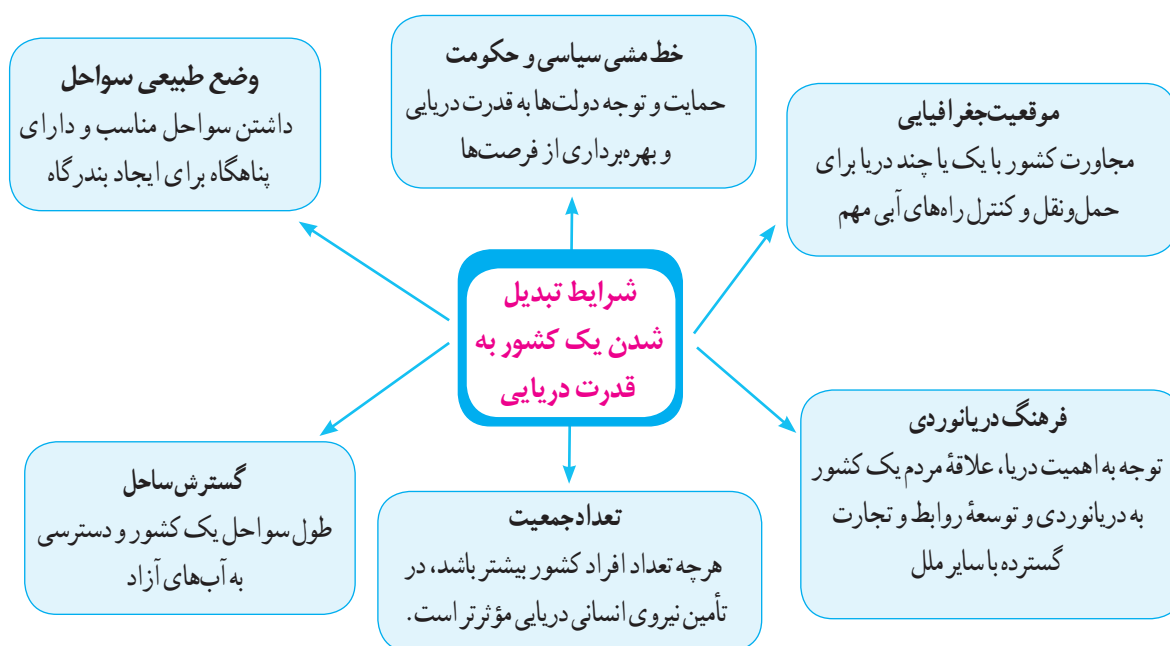 شرایط تبدیل
شدن یک کشور به
قدرت دریایی
موقعیت جغرافیایی
مجاورت کشور با یک یا چند دریا برای
حمل‌ونقل و کنترل راه‌های آبی مهم
خط مشی سیاسی و حکومت
حمایت و توجه دولت‌ها به قدرت دریایی
و بهره‌برداری از فرصت‌ها
وضع طبیعی سواحل
داشتن سواحل مناسب و دارای
پناهگاه برای ایجاد بندرگاه
فرهنگ دریانوردی
توجه به اهمیت دریا، علاقهٔ مردم یک کشور
به دریانوردی و توسعهٔ روابط و تجارت
گسترده با سایر ملل
تعداد جمعیت
هرچه تعداد افراد کشور بیشتر باشد، در
تأمین نیروی انسانی دریایی مؤثرتر است.
گسترش ساحل
طول سواحل یک کشور و دسترسی
به آب‌های آزاد